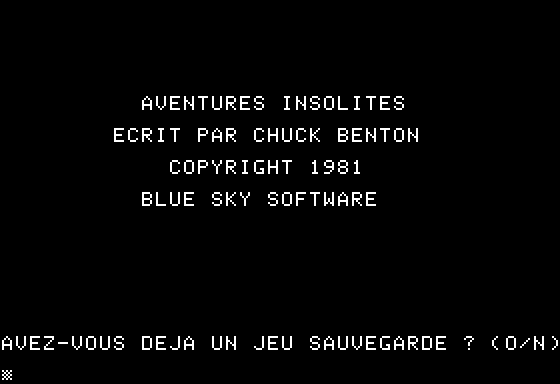 AVENTURES INSOLITES
ECRIT PAR CHUCK BENTON
COPYRIGHT 1981
BLUE SKY SOFTWARE
AVEZ-VOUS DEJA UN JEU SAUVEGARDE ? (O/N)